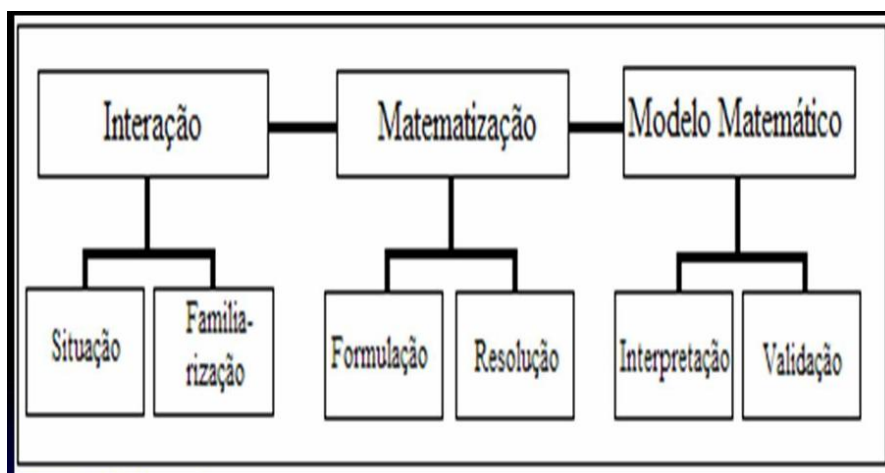 Interação
Matematização
Modelo Matemático
Situação
Familia-
rização
Formulação
Resolução
Interpretação
Validação